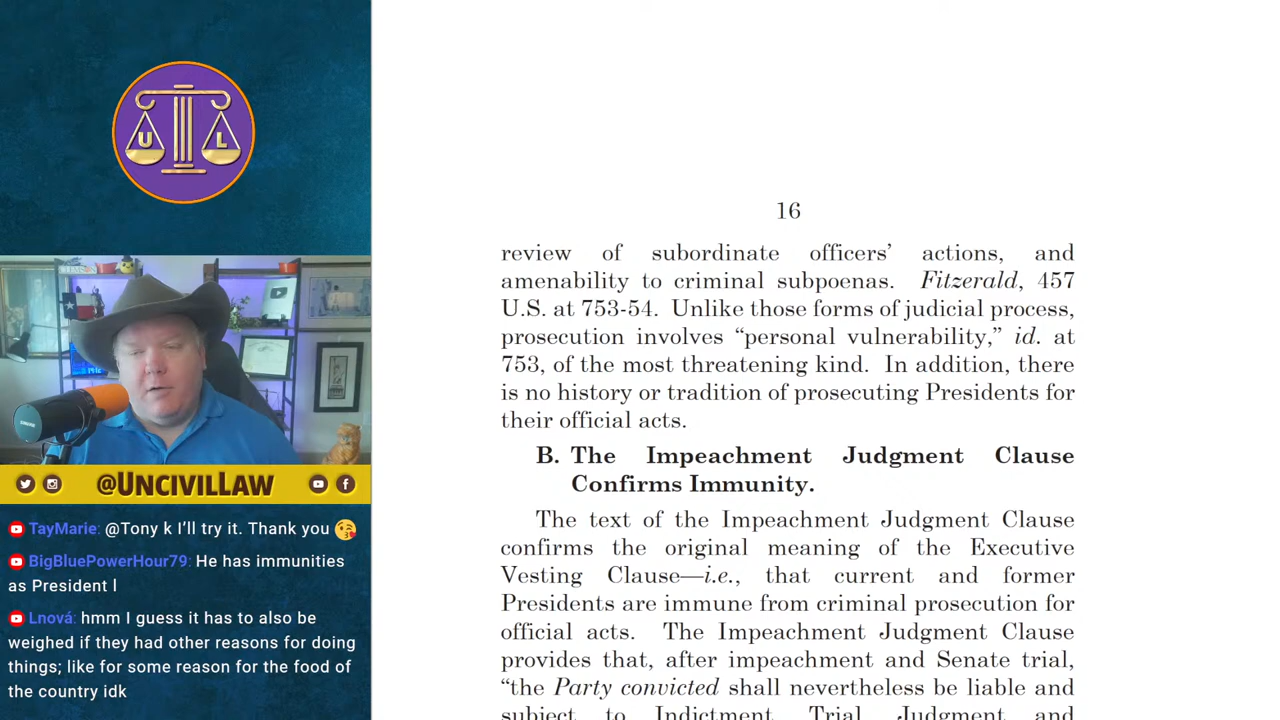 U L
@UNCIVILLAW
TayMarie: @Tony k I’ll try it. Thank you 😘
BigBluePowerHour79: He has immunities
as President l
Lnová: hmm I guess it has to also be
weighed if they had other reasons for doing
things; like for some reason for the food of
the country idk
16
review of subordinate officers’ actions, and
amenability to criminal subpoenas. Fitzerald, 457
U.S. at 753-54. Unlike those forms of judicial process,
prosecution involves “personal vulnerability,” id. at
753, of the most threatening kind. In addition, there
is no history or tradition of prosecuting Presidents for
their official acts.
B. The Impeachment Judgment Clause
Confirms Immunity.
The text of the Impeachment Judgment Clause
confirms the original meaning of the Executive
Vesting Clause—i.e., that current and former
Presidents are immune from criminal prosecution for
official acts. The Impeachment Judgment Clause
provides that, after impeachment and Senate trial,
“the Party convicted shall nevertheless be liable and
subject to Indictment, Trial, Judgment and